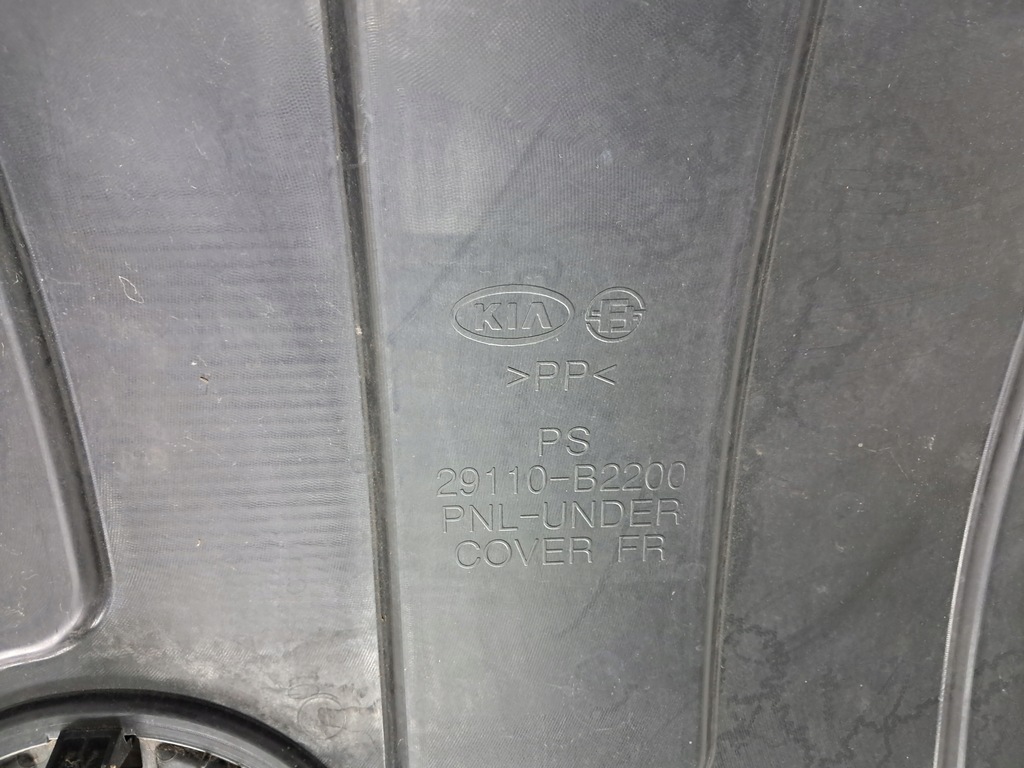 KIA E
>PP<
PS
29110-B2200
PNL-UNDER
COVER FR